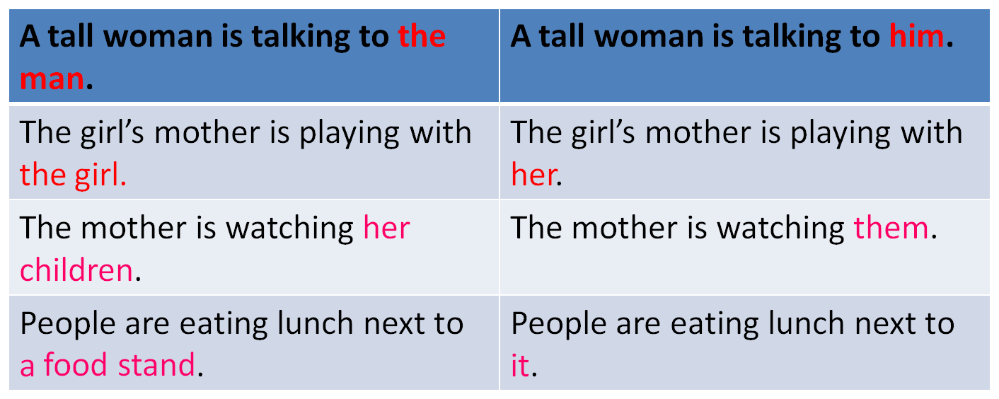 A tall woman is talking to the
man.
A tall woman is talking to him.
The girl’s mother is playing with
the girl.
The girl’s mother is playing with
her.
The mother is watching her
children.
The mother is watching them.
People are eating lunch next to
a food stand.
People are eating lunch next to
it.